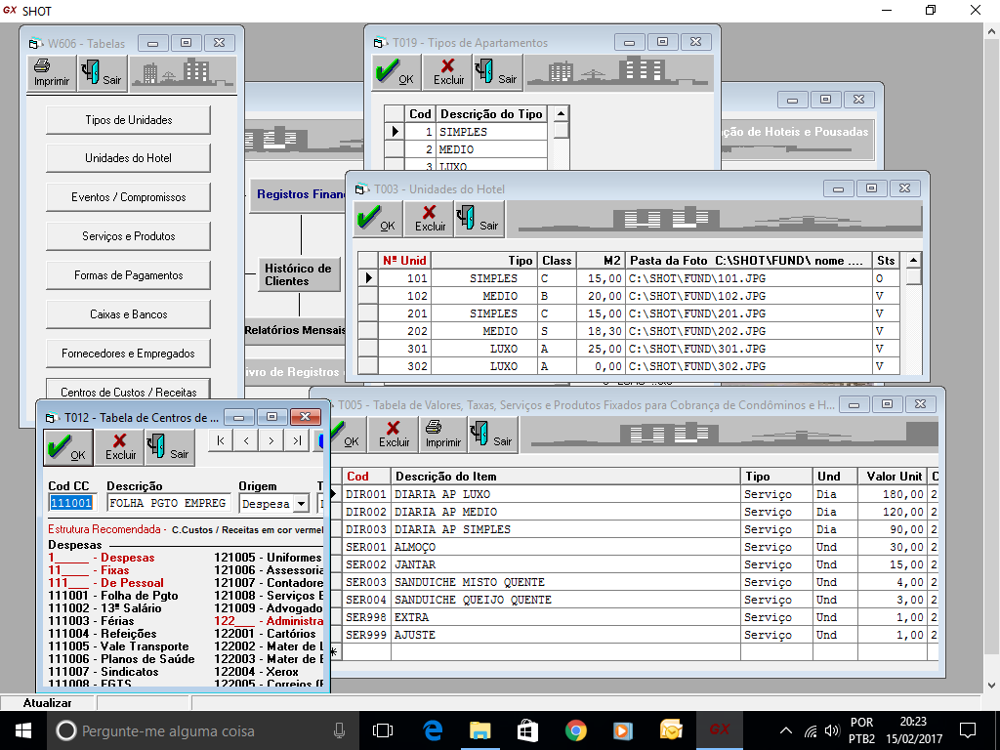 GX SHOT
W606 - Tabelas
Imprimir Sair
Tipos de Unidades
Unidades do Hotel
Eventos / Compromissos
Serviços e Produtos
Formas de Pagamentos
Caixas e Bancos
Fornecedores e Empregados
Centros de Custos / Receitas
ção de Hoteis e Pousadas
Registros Finan
Histórico de
Clientes
Relatórios Mensais
ivro de Registros
T019 - Tipos de Apartamentos
OK Excluir Sair
Cod Descrição do Tipo
1 SIMPLES
2 MEDIO
3 LUXO
T003 - Unidades do Hotel
OK Excluir Sair
Nº Unid Tipo Class M2 Pasta da Foto C:\SHOT\FUND\ nome .... Sts
101 SIMPLES C 15,00 C:\SHOT\FUND\101.JPG O
102 MEDIO B 20,00 C:\SHOT\FUND\102.JPG V
201 SIMPLES C 15,00 C:\SHOT\FUND\201.JPG V
202 MEDIO S 18,30 C:\SHOT\FUND\202.JPG V
301 LUXO A 25,00 C:\SHOT\FUND\301.JPG V
302 LUXO A 0,00 C:\SHOT\FUND\302.JPG V
T005 - Tabela de Valores, Taxas, Serviços e Produtos Fixados para Cobrança de Condôminos e H...
OK Excluir Imprimir Sair
Cod Descrição do Item Tipo Und Valor Unit C
DIR001 DIARIA AP LUXO Serviço Dia 180,00 2
DIR002 DIARIA AP MEDIO Serviço Dia 120,00 2
DIR003 DIARIA AP SIMPLES Serviço Dia 90,00 2
SER001 ALMOÇO Serviço Und 30,00 2
SER002 JANTAR Serviço Und 15,00 2
SER003 SANDUICHE MISTO QUENTE Serviço Und 4,00 2
SER004 SANDUICHE QUEIJO QUENTE Serviço Und 3,00 2
SER998 EXTRA Serviço Und 1,00 2
SER999 AJUSTE Serviço Und 1,00 2
*
T012 - Tabela de Centros de ...
OK Excluir Sair
Cod CC Descrição Origem T
111001 FOLHA PGTO EMPREG Despesa
Estrutura Recomendada - C.Custos / Receitas em cor verme
Despesas
1_____ - Despesas 121005 - Uniformes
11____ - Fixas 121006 - Assessoria
111___ - De Pessoal 121007 - Contadore
111001 - Folha de Pgto 121008 - Serviços E
111002 - 13º Salário 121009 - Advogado
111003 - Férias 122___ - Administra
111004 - Refeições 122001 - Cartórios
111005 - Vale Transporte 122002 - Mater de L
111006 - Planos de Saúde 122003 - Mater de E
111007 - Sindicatos 122004 - Xerox
111008 - FGTS 122005 - Correios (
Atualizar
Pergunte-me alguma coisa
GX
POR 20:23
PTB2 15/02/2017